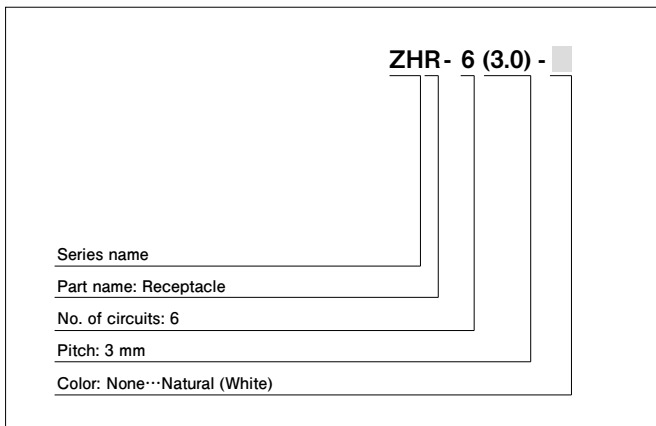 ZHR - 6 (3.0) -
Series name
Part name: Receptacle
No. of circuits: 6
Pitch: 3 mm
Color: None···Natural (White)